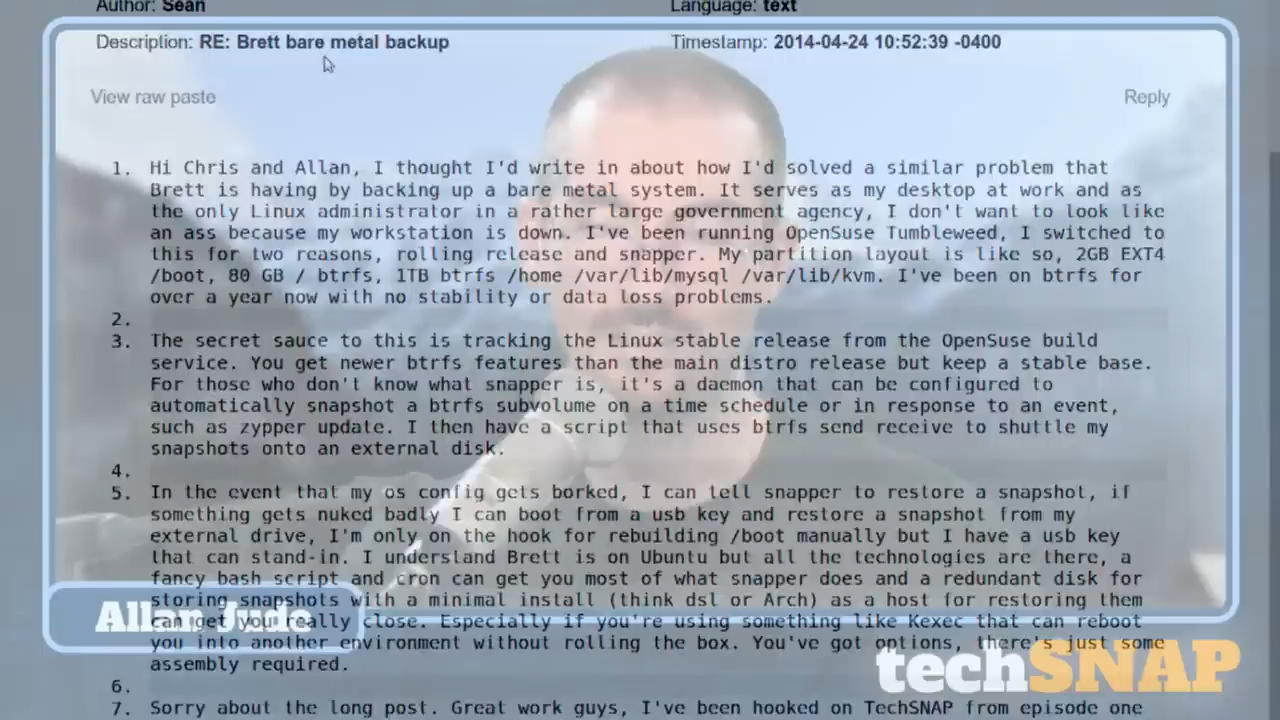 Author: Sean
Language: text
Description: RE: Brett bare metal backup
Timestamp: 2014-04-24 10:52:39 -0400
View raw paste
Reply
1. Hi Chris and Allan, I thought I'd write in about how I'd solved a similar problem that
Brett is having by backing up a bare metal system. It serves as my desktop at work and as
the only Linux administrator in a rather large government agency, I don't want to look like
an ass because my workstation is down. I've been running OpenSuse Tumbleweed, I switched to
this for two reasons, rolling release and snapper. My partition layout is like so, 2GB EXT4
/boot, 80 GB / btrfs, 1TB btrfs /home /var/lib/mysql /var/lib/kvm. I've been on btrfs for
over a year now with no stability or data loss problems.
2.
3. The secret sauce to this is tracking the Linux stable release from the OpenSuse build
service. You get newer btrfs features than the main distro release but keep a stable base.
For those who don't know what snapper is, it's a daemon that can be configured to
automatically snapshot a btrfs subvolume on a time schedule or in response to an event,
such as zypper update. I then have a script that uses btrfs send receive to shuttle my
snapshots onto an external disk.
4.
5. In the event that my os config gets borked, I can tell snapper to restore a snapshot, if
something gets nuked badly I can boot from a usb key and restore a snapshot from my
external drive, I'm only on the hook for rebuilding /boot manually but I have a usb key
that can stand-in. I understand Brett is on Ubuntu but all the technologies are there, a
fancy bash script and cron can get you most of what snapper does and a redundant disk for
storing snapshots with a minimal install (think dsl or Arch) as a host for restoring them
can get you really close. Especially if you're using something like Kexec that can reboot
you into another environment without rolling the box. You've got options, there's just some
assembly required.
6.
7. Sorry about the long post. Great work guys, I've been hooked on TechSNAP from episode one
Allan Jude
techSNAP